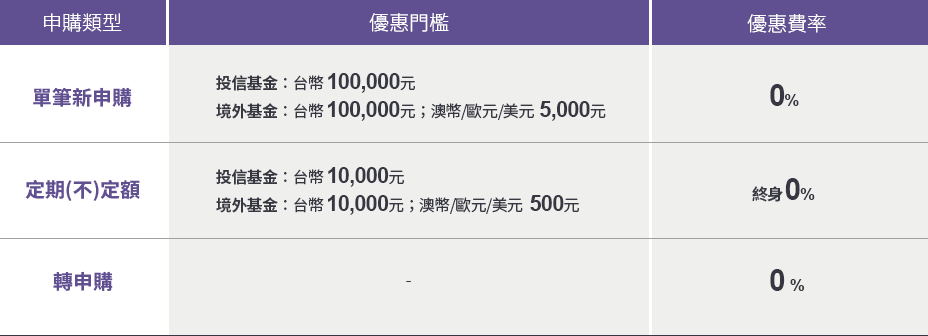 申購類型 優惠門檻 優惠費率
單筆新申購
投信基金：台幣 100,000元
境外基金：台幣 100,000元；澳幣/歐元/美元 5,000元
0%
定期(不)定額
投信基金：台幣 10,000元
境外基金：台幣 10,000元；澳幣/歐元/美元 500元
終身0%
轉申購
-
0 %